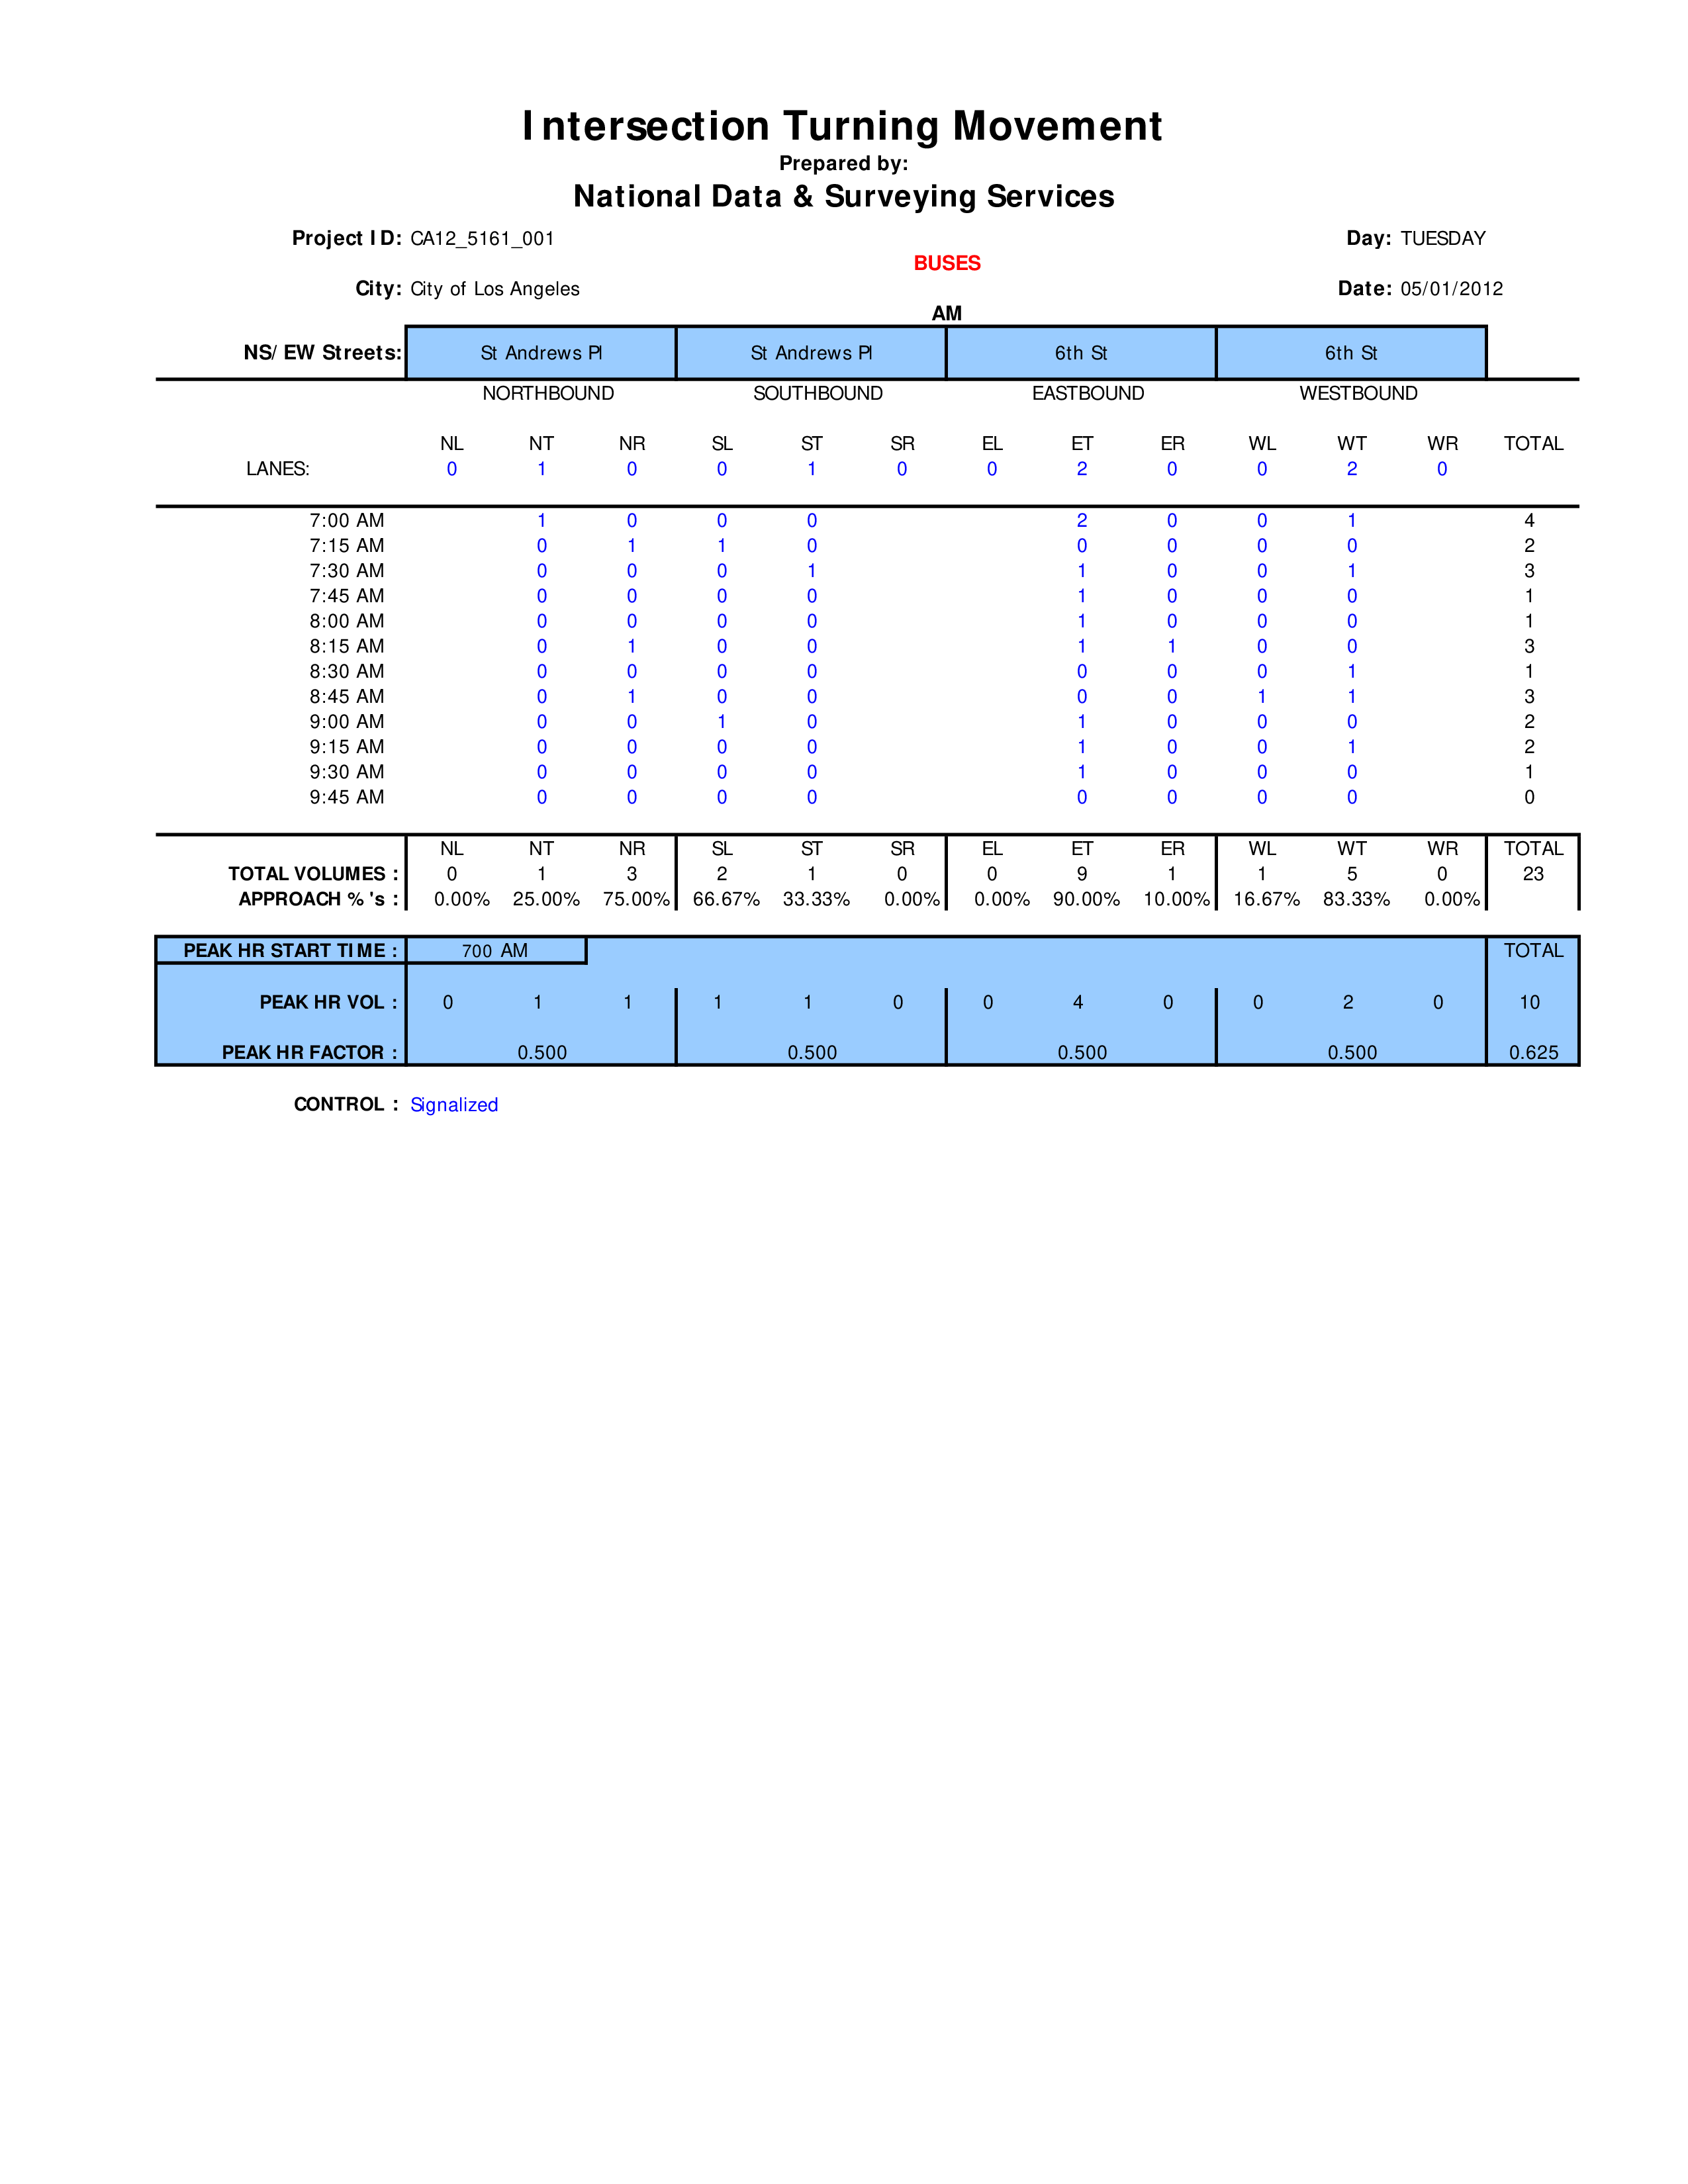 Intersection Turning Movement
Prepared by:
National Data & Surveying Services
Project ID: CA12_5161_001 Day: TUESDAY
BUSES
City: City of Los Angeles Date: 05/01/2012
AM
NS/EW Streets: St Andrews Pl St Andrews Pl 6th St 6th St
NORTHBOUND SOUTHBOUND EASTBOUND WESTBOUND
NL NT NR SL ST SR EL ET ER WL WT WR TOTAL
LANES: 0 1 0 0 1 0 0 2 0 0 2 0
7:00 AM 1 0 0 0 2 0 0 1 4
7:15 AM 0 1 1 0 0 0 0 0 2
7:30 AM 0 0 0 1 1 0 0 1 3
7:45 AM 0 0 0 0 1 0 0 0 1
8:00 AM 0 0 0 0 1 0 0 0 1
8:15 AM 0 1 0 0 1 1 0 0 3
8:30 AM 0 0 0 0 0 0 0 1 1
8:45 AM 0 1 0 0 0 0 1 1 3
9:00 AM 0 0 1 0 1 0 0 0 2
9:15 AM 0 0 0 0 1 0 0 1 2
9:30 AM 0 0 0 0 1 0 0 0 1
9:45 AM 0 0 0 0 0 0 0 0 0
NL NT NR SL ST SR EL ET ER WL WT WR TOTAL
TOTAL VOLUMES : 0 1 3 2 1 0 0 9 1 1 5 0 23
APPROACH %'s : 0.00% 25.00% 75.00% 66.67% 33.33% 0.00% 0.00% 90.00% 10.00% 16.67% 83.33% 0.00%
PEAK HR START TIME : 700 AM TOTAL
PEAK HR VOL : 0 1 1 1 1 0 0 4 0 0 2 0 10
PEAK HR FACTOR : 0.500 0.500 0.500 0.500 0.625
CONTROL : Signalized